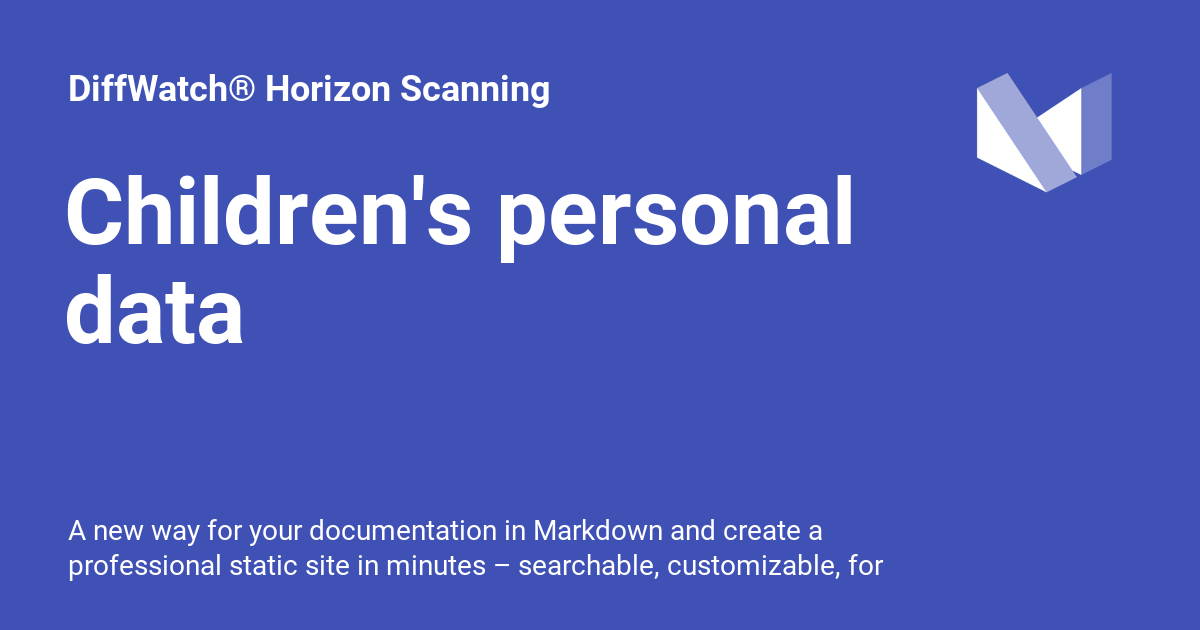 DiffWatch® Horizon Scanning
Children's personal
data
A new way for your documentation in Markdown and create a
professional static site in minutes – searchable, customizable, for